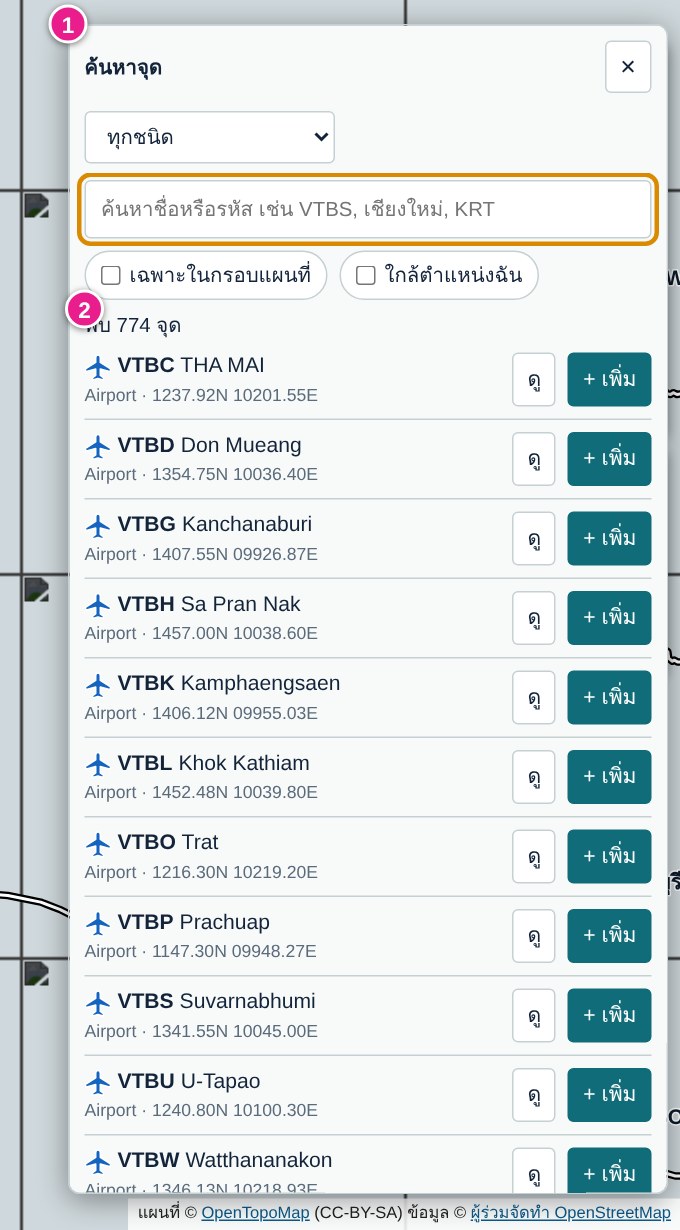 1
ค้นหาจุด
×
ทุกชนิด
ค้นหาชื่อหรือรหัส เช่น VTBS, เชียงใหม่, KRT
เฉพาะในกรอบแผนที่
ใกล้ตำแหน่งฉัน
2
พบ 774 จุด
VTBC THA MAI
Airport · 1237.92N 10201.55E
ดู
+ เพิ่ม
VTBD Don Mueang
Airport · 1354.75N 10036.40E
ดู
+ เพิ่ม
VTBG Kanchanaburi
Airport · 1407.55N 09926.87E
ดู
+ เพิ่ม
VTBH Sa Pran Nak
Airport · 1457.00N 10038.60E
ดู
+ เพิ่ม
VTBK Kamphaengsaen
Airport · 1406.12N 09955.03E
ดู
+ เพิ่ม
VTBL Khok Kathiam
Airport · 1452.48N 10039.80E
ดู
+ เพิ่ม
VTBO Trat
Airport · 1216.30N 10219.20E
ดู
+ เพิ่ม
VTBP Prachuap
Airport · 1147.30N 09948.27E
ดู
+ เพิ่ม
VTBS Suvarnabhumi
Airport · 1341.55N 10045.00E
ดู
+ เพิ่ม
VTBU U-Tapao
Airport · 1240.80N 10100.30E
ดู
+ เพิ่ม
VTBW Watthananakon
Airport · 1346.13N 10218.93E
ดู
+ เพิ่ม
แผนที่ © OpenTopoMap (CC-BY-SA) ข้อมูล © ผู้ร่วมจัดทำ OpenStreetMap